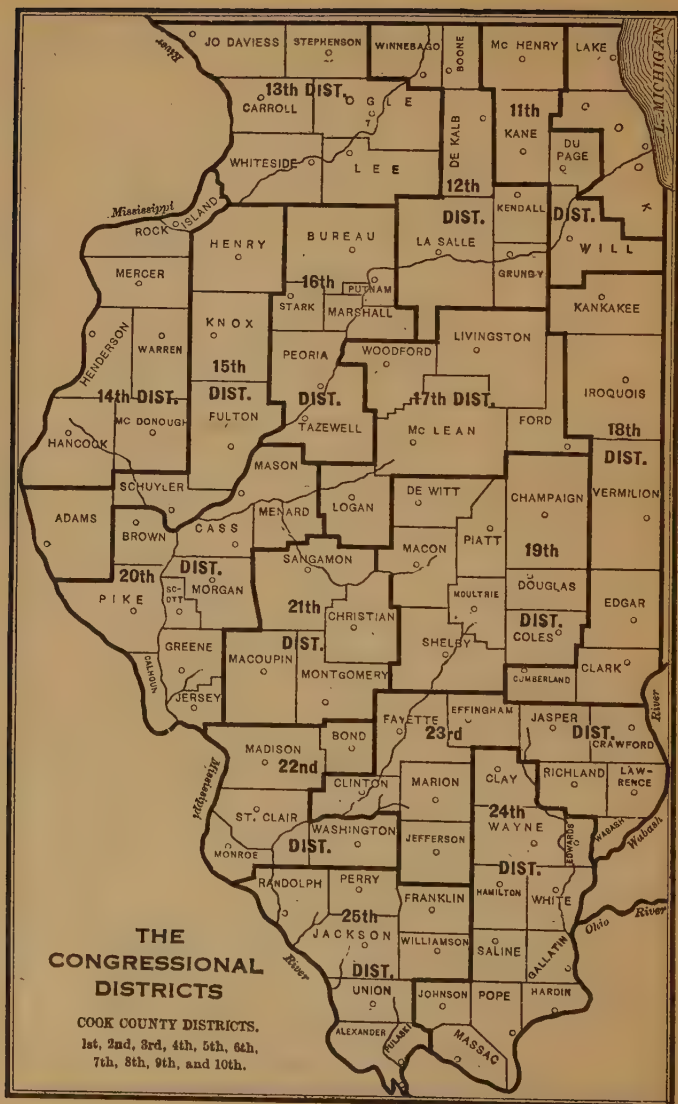 River
JO DAVIESS
STEPHENSON
WINNEBAGO
BOONE
MC HENRY
LAKE
L. MICHIGAN
13th DIST.
CARROLL
OGLE
7
DE KALB
11th
KANE
DU PAGE
WHITESIDE
LEE
12th
DIST.
KENDALL
DIST.
WILL
Mississippi
ROCK ISLAND
HENRY
BUREAU
LA SALLE
GRUNDY
MERCER
16th
PUTNAM
STARK
MARSHALL
KANKAKEE
HENDERSON
WARREN
KNOX
15th
PEORIA
WOODFORD
LIVINGSTON
IROQUOIS
14th DIST.
DIST.
DIST.
17th DIST.
18th
HANCOCK
MC DONOUGH
FULTON
TAZEWELL
MC LEAN
FORD
DIST.
SCHUYLER
MASON
ADAMS
BROWN
CASS
MENARD
LOGAN
DE WITT
CHAMPAIGN
VERMILION
20th
DIST.
SANGAMON
MACON
PIATT
19th
PIKE
SCOTT
MORGAN
21th
CHRISTIAN
MOULTRIE
DOUGLAS
EDGAR
DIST.
DIST.
COLES
GREENE
MACOUPIN
MONTGOMERY
SHELBY
CALHOUN
JERSEY
CUMBERLAND
CLARK
River
FAYETTE
EFFINGHAM
JASPER
DIST.
CRAWFORD
MADISON
BOND
23rd
22nd
Mississippi
CLINTON
MARION
CLAY
RICHLAND
LAWRENCE
24th
ST. CLAIR
WASHINGTON
WAYNE
EDWARDS
WABASH
Wabash
DIST.
JEFFERSON
MONROE
DIST.
RANDOLPH
PERRY
FRANKLIN
HAMILTON
WHITE
Ohio River
25th
JACKSON
WILLIAMSON
SALINE
GALLATIN
River
DIST.
UNION
JOHNSON
POPE
HARDIN
ALEXANDER
PULASKI
MASSAC
THE
CONGRESSIONAL
DISTRICTS
COOK COUNTY DISTRICTS.
1st, 2nd, 3rd, 4th, 5th, 6th,
7th, 8th, 9th, and 10th.